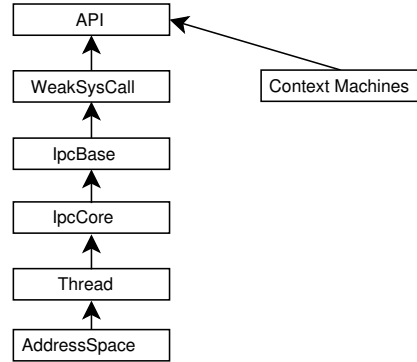 API
WeakSysCall
Context Machines
IpcBase
IpcCore
Thread
AddressSpace